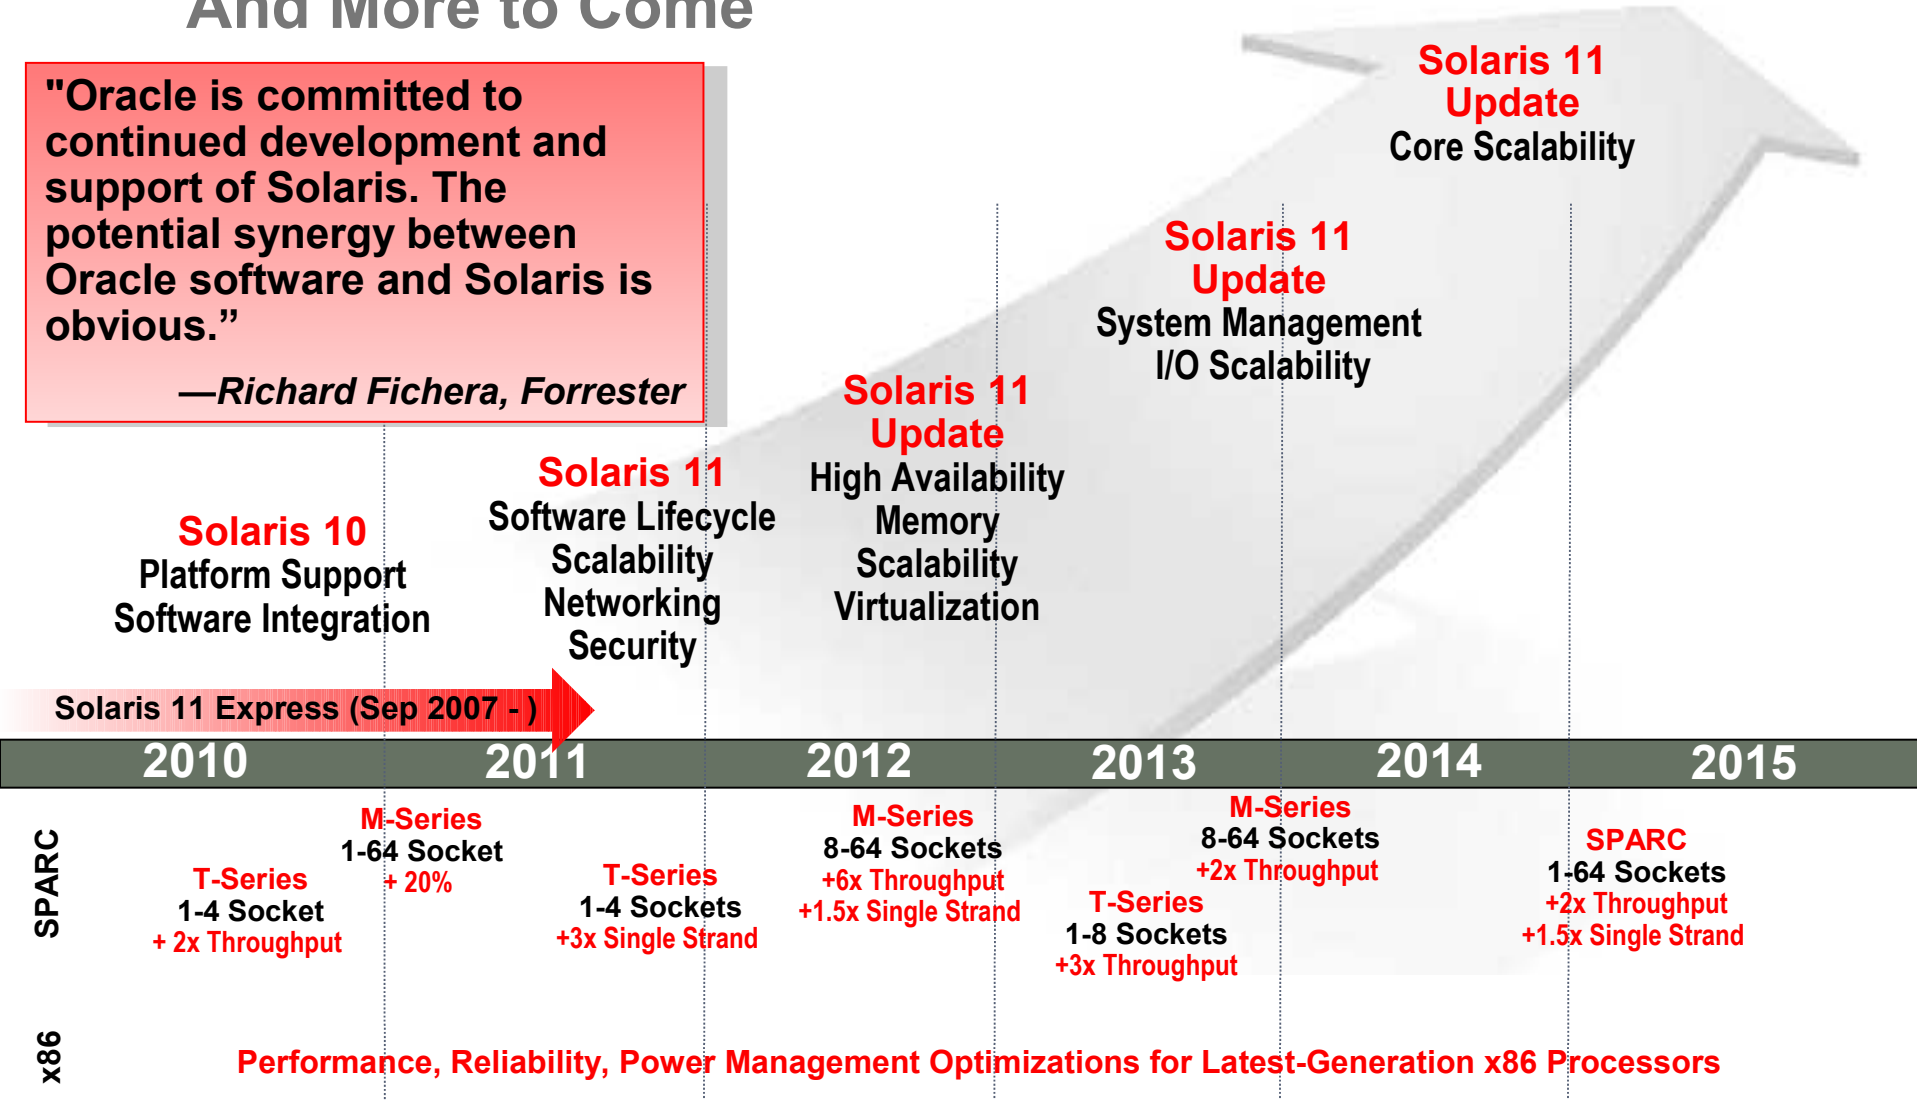 And More to Come
"Oracle is committed to
continued development and
support of Solaris. The
potential synergy between
Oracle software and Solaris is
obvious.”
—Richard Fichera, Forrester
Solaris 10
Platform Support
Software Integration
Solaris 11
Software Lifecycle
Scalability
Networking
Security
Solaris 11
Update
High Availability
Memory
Scalability
Virtualization
Solaris 11
Update
System Management
I/O Scalability
Solaris 11
Update
Core Scalability
Solaris 11 Express (Sep 2007 - )
2010
2011
2012
2013
2014
2015
SPARC
T-Series
1-4 Socket
+ 2x Throughput
M-Series
1-64 Socket
+ 20%
T-Series
1-4 Sockets
+3x Single Strand
M-Series
8-64 Sockets
+6x Throughput
+1.5x Single Strand
T-Series
1-8 Sockets
+3x Throughput
M-Series
8-64 Sockets
+2x Throughput
SPARC
1-64 Sockets
+2x Throughput
+1.5x Single Strand
x86
Performance, Reliability, Power Management Optimizations for Latest-Generation x86 Processors